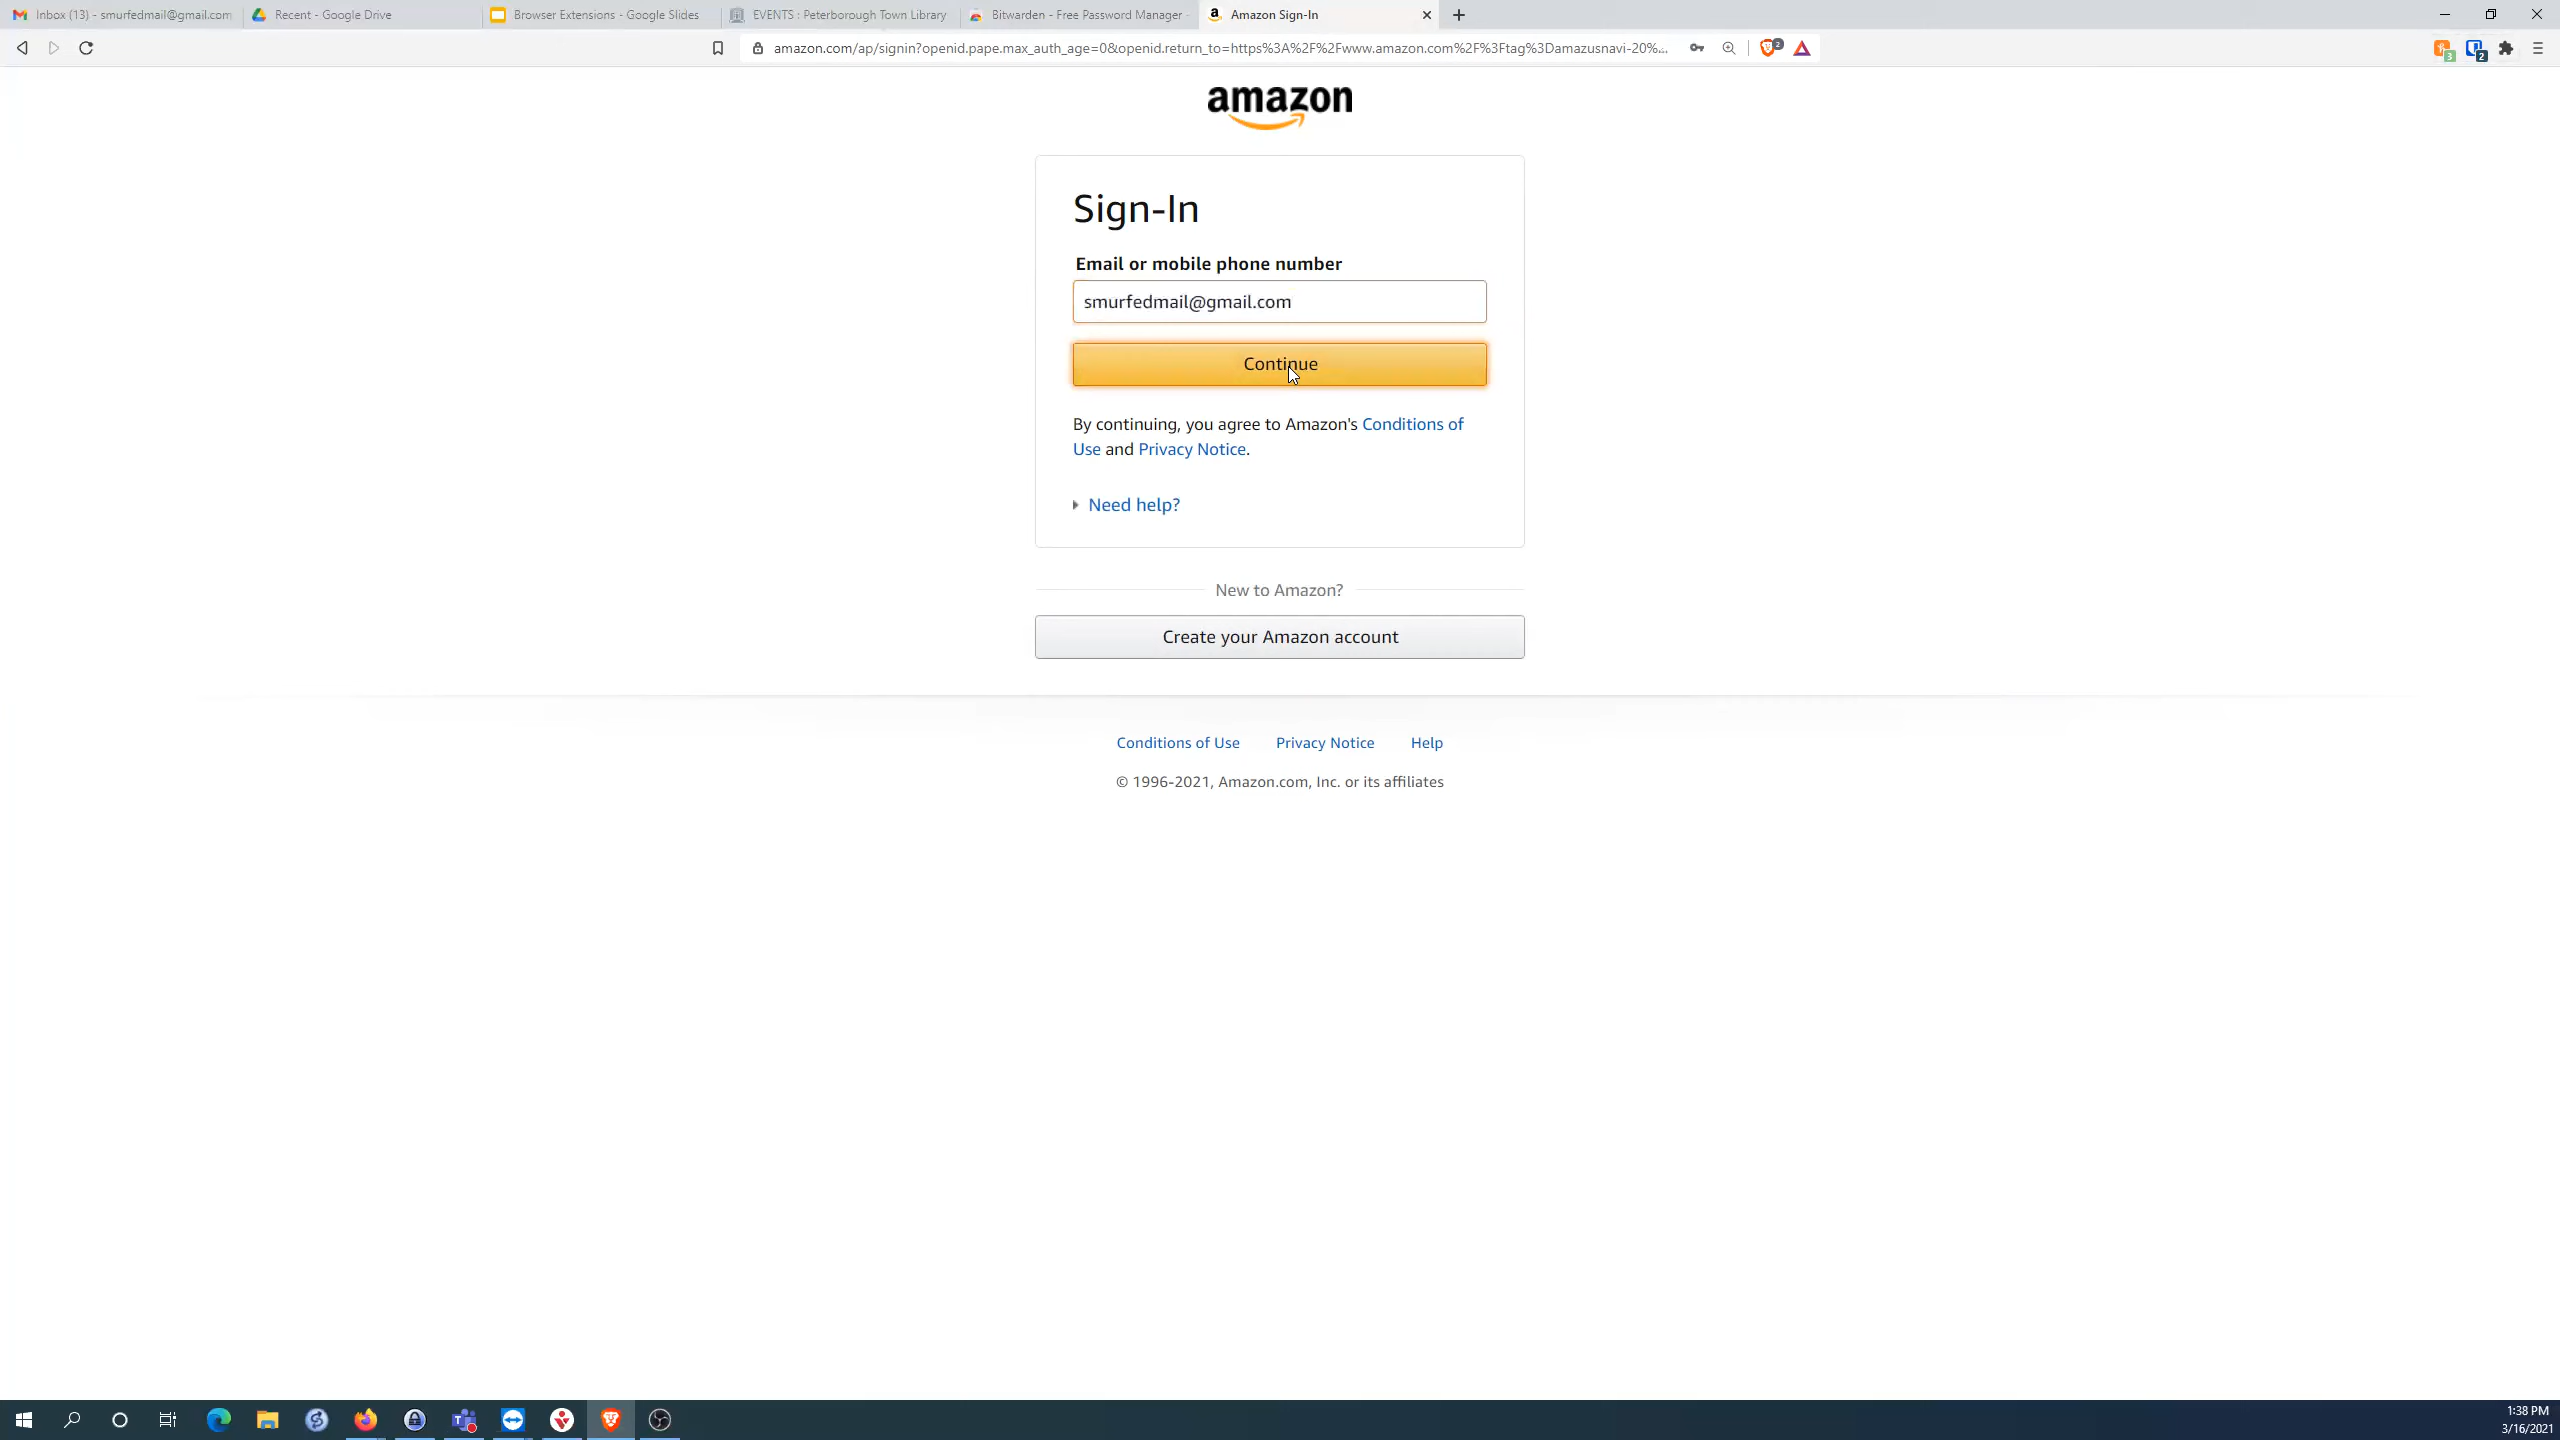 Inbox (13) - smurfedmail@gmail.com
Recent - Google Drive
Browser Extensions - Google Slides
EVENTS : Peterborough Town Library
Bitwarden - Free Password Manager -
Amazon Sign-In
amazon.com/ap/signin?openid.pape.max_auth_age=0&openid.return_to=https%3A%2F%2Fwww.amazon.com%2F%3Ftag%3Damazusnavi-20%...
2
3
2
amazon
Sign-In
Email or mobile phone number
smurfedmail@gmail.com
Continue
By continuing, you agree to Amazon's Conditions of
Use and Privacy Notice.
Need help?
New to Amazon?
Create your Amazon account
Conditions of Use Privacy Notice Help
© 1996-2021, Amazon.com, Inc. or its affiliates
1:38 PM
3/16/2021